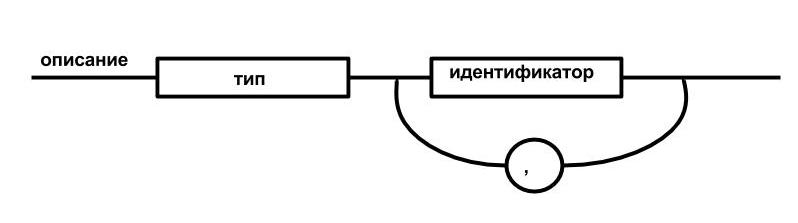 описание
тип
идентификатор
,